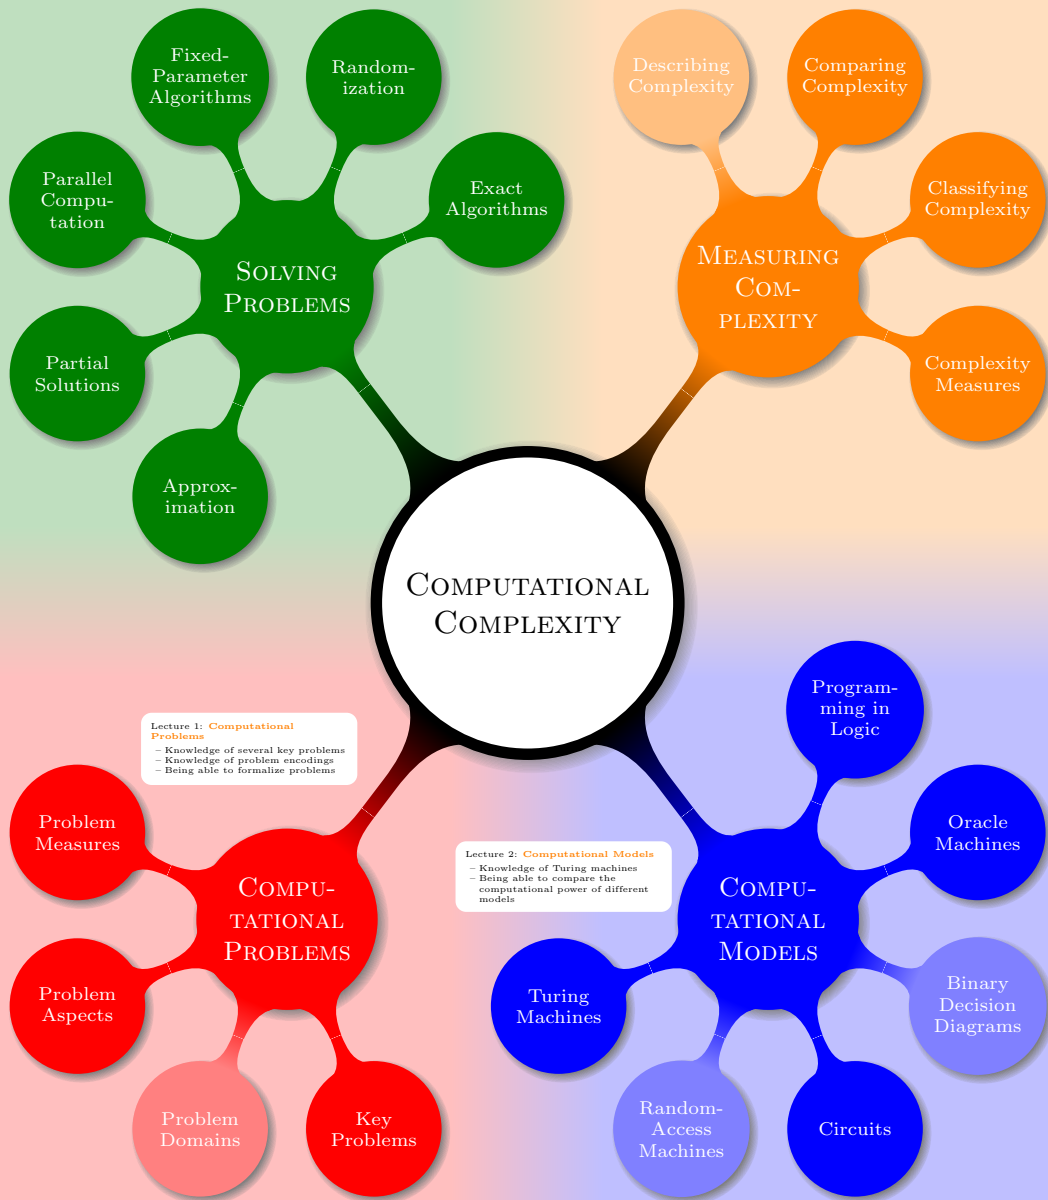 Fixed-
Parameter
Algorithms
Random-
ization
Parallel
Compu-
tation
Exact
Algorithms
Solving
Problems
Partial
Solutions
Approx-
imation
Describing
Complexity
Comparing
Complexity
Classifying
Complexity
Measuring
Com-
plexity
Complexity
Measures
Computational
Complexity
Lecture 1: Computational
Problems
– Knowledge of several key problems
– Knowledge of problem encodings
– Being able to formalize problems
Problem
Measures
Compu-
tational
Problems
Problem
Aspects
Problem
Domains
Key
Problems
Program-
ming in
Logic
Oracle
Machines
Lecture 2: Computational Models
– Knowledge of Turing machines
– Being able to compare the
computational power of different
models
Compu-
tational
Models
Turing
Machines
Binary
Decision
Diagrams
Random-
Access
Machines
Circuits